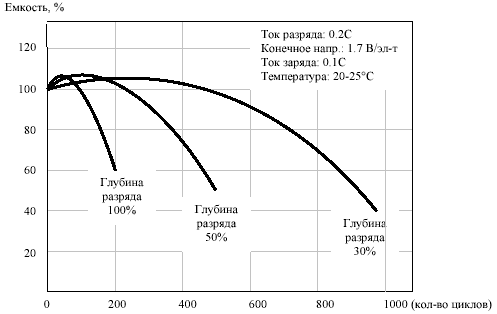 Емкость, %
Ток разряда: 0.2С
Конечное напр.: 1.7 В/эл-т
Ток заряда: 0.1С
Температура: 20-25°С
120
100
80
60
40
20
Глубина
разряда
100%
Глубина
разряда
50%
Глубина
разряда
30%
0 200 400 600 800 1000 (кол-во циклов)